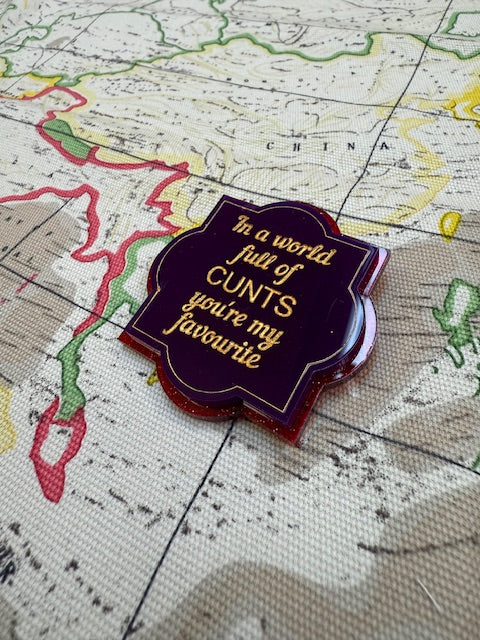 CHINA
In a world
full of
CUNTS
you're my
favourite